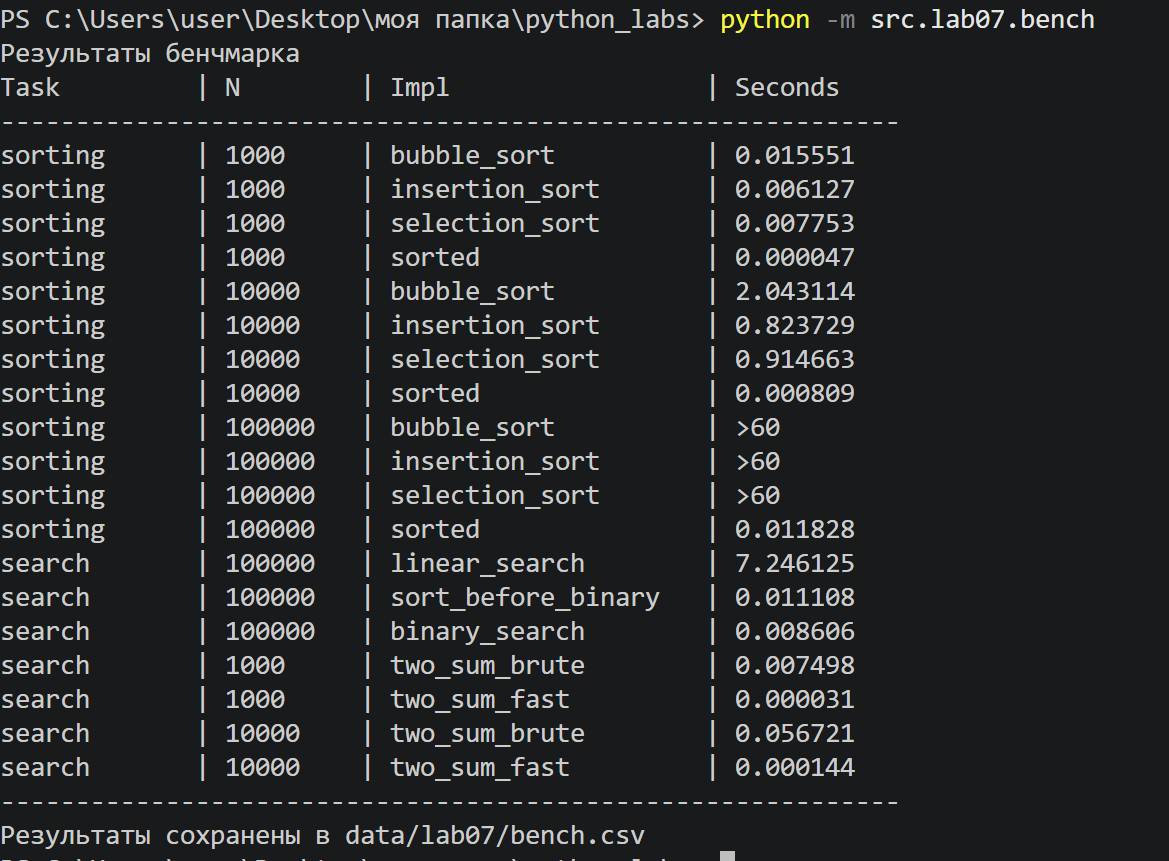 PS C:\Users\user\Desktop\моя папка\python_labs> python -m src.lab07.bench
Результаты бенчмарка
Task | N | Impl | Seconds
------------------------------------------------------------
sorting | 1000 | bubble_sort | 0.015551
sorting | 1000 | insertion_sort | 0.006127
sorting | 1000 | selection_sort | 0.007753
sorting | 1000 | sorted | 0.000047
sorting | 10000 | bubble_sort | 2.043114
sorting | 10000 | insertion_sort | 0.823729
sorting | 10000 | selection_sort | 0.914663
sorting | 10000 | sorted | 0.000809
sorting | 100000 | bubble_sort | >60
sorting | 100000 | insertion_sort | >60
sorting | 100000 | selection_sort | >60
sorting | 100000 | sorted | 0.011828
search | 100000 | linear_search | 7.246125
search | 100000 | sort_before_binary | 0.011108
search | 100000 | binary_search | 0.008606
search | 1000 | two_sum_brute | 0.007498
search | 1000 | two_sum_fast | 0.000031
search | 10000 | two_sum_brute | 0.056721
search | 10000 | two_sum_fast | 0.000144
------------------------------------------------------------
Результаты сохранены в data/lab07/bench.csv